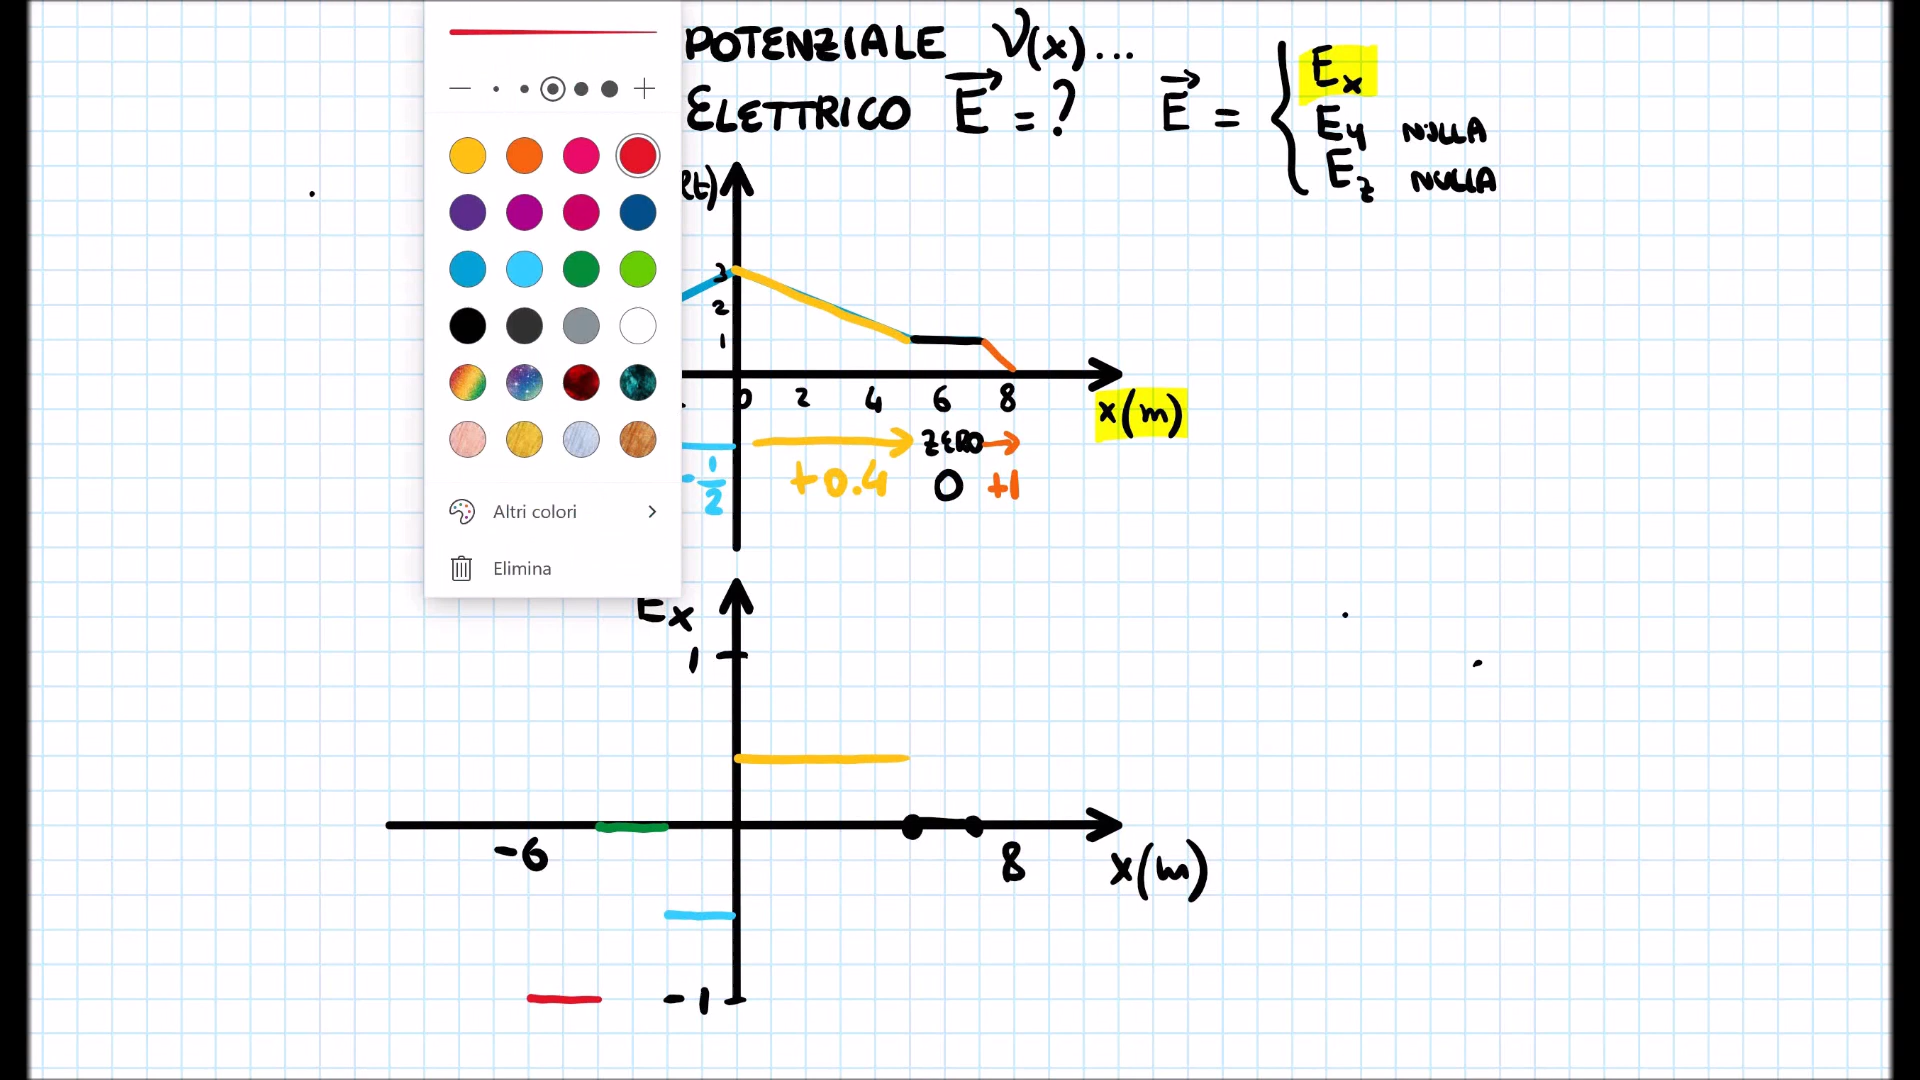 POTENZIALE V(x)...
ELETTRICO E = ?
E = { Ex
Ey NULLA
Ez NULLA
3
2
1
0 2 4 6 8
x(m)
ZERO
-1/2 +0.4 0 +1
Altri colori
Elimina
Ex
1
-6 8 x(m)
-1